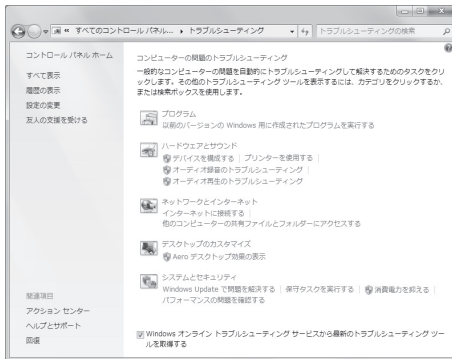 « すべてのコントロール パネル... ▸ トラブルシューティング
トラブルシューティングの検索
コントロール パネル ホーム
すべて表示
履歴の表示
設定の変更
友人の支援を受ける
コンピューターの問題のトラブルシューティング
一般的なコンピューターの問題を自動的にトラブルシューティングして解決するためのタスクをクリ
ックします。その他のトラブルシューティング ツールを表示するには、カテゴリをクリックするか、
または検索ボックスを使用します。
プログラム
以前のバージョンの Windows 用に作成されたプログラムを実行する
ハードウェアとサウンド
デバイスを構成する | プリンターを使用する |
オーディオ録音のトラブルシューティング |
オーディオ再生のトラブルシューティング
ネットワークとインターネット
インターネットに接続する |
他のコンピューターの共有ファイルとフォルダーにアクセスする
デスクトップのカスタマイズ
Aero デスクトップ効果の表示
システムとセキュリティ
Windows Update で問題を解決する | 保守タスクを実行する | 消費電力を抑える |
パフォーマンスの問題を確認する
Windows オンライン トラブルシューティング サービスから最新のトラブルシューティング ツー
ルを取得する
関連項目
アクション センター
ヘルプとサポート
回復